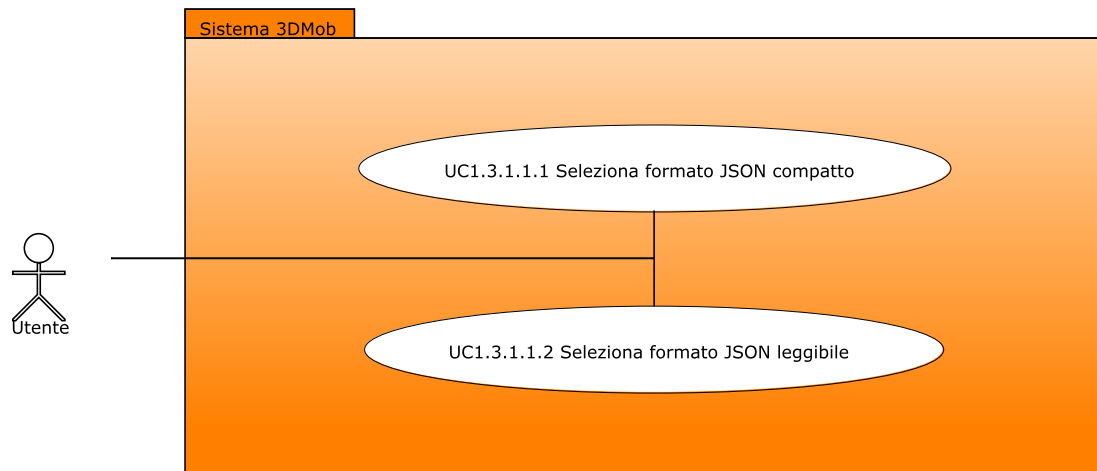 Sistema 3DMob
UC1.3.1.1.1 Seleziona formato JSON compatto
Utente
UC1.3.1.1.2 Seleziona formato JSON leggibile